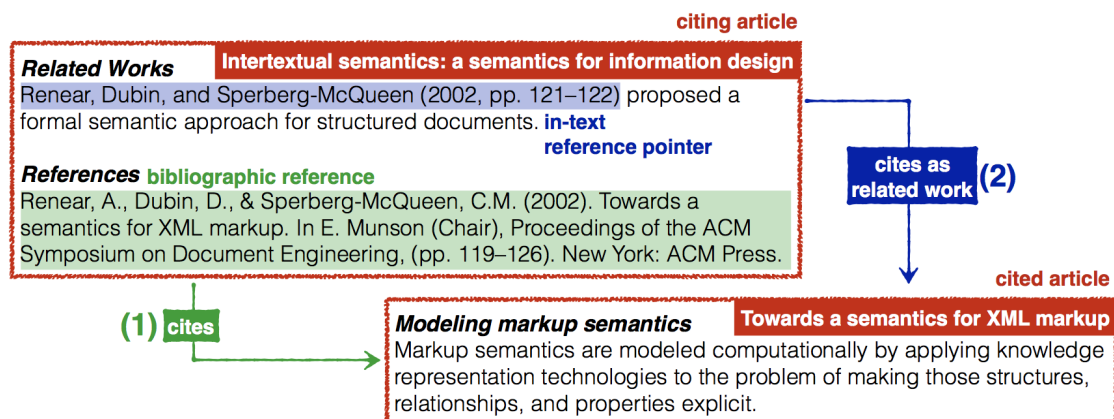 citing article
Intertextual semantics: a semantics for information design
Related Works
Renear, Dubin, and Sperberg-McQueen (2002, pp. 121–122) proposed a
formal semantic approach for structured documents. in-text
reference pointer
References bibliographic reference
Renear, A., Dubin, D., & Sperberg-McQueen, C.M. (2002). Towards a
semantics for XML markup. In E. Munson (Chair), Proceedings of the ACM
Symposium on Document Engineering, (pp. 119–126). New York: ACM Press.
cites as
related work
(2)
(1) cites
cited article
Towards a semantics for XML markup
Modeling markup semantics
Markup semantics are modeled computationally by applying knowledge
representation technologies to the problem of making those structures,
relationships, and properties explicit.